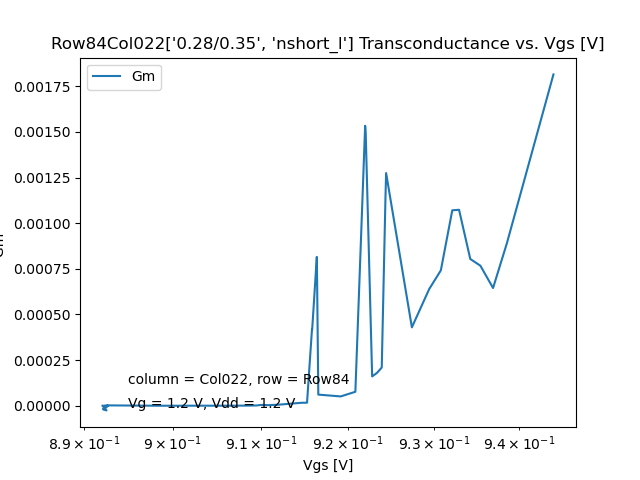 Row84Col022['0.28/0.35', 'nshort_l'] Transconductance vs. Vgs [V]
Gm
0.00175
0.00150
0.00125
0.00100
0.00075
0.00050
0.00025
0.00000
column = Col022, row = Row84
Vg = 1.2 V, Vdd = 1.2 V
8.9 × 10⁻¹
9 × 10⁻¹
9.1 × 10⁻¹
9.2 × 10⁻¹
9.3 × 10⁻¹
9.4 × 10⁻¹
Vgs [V]